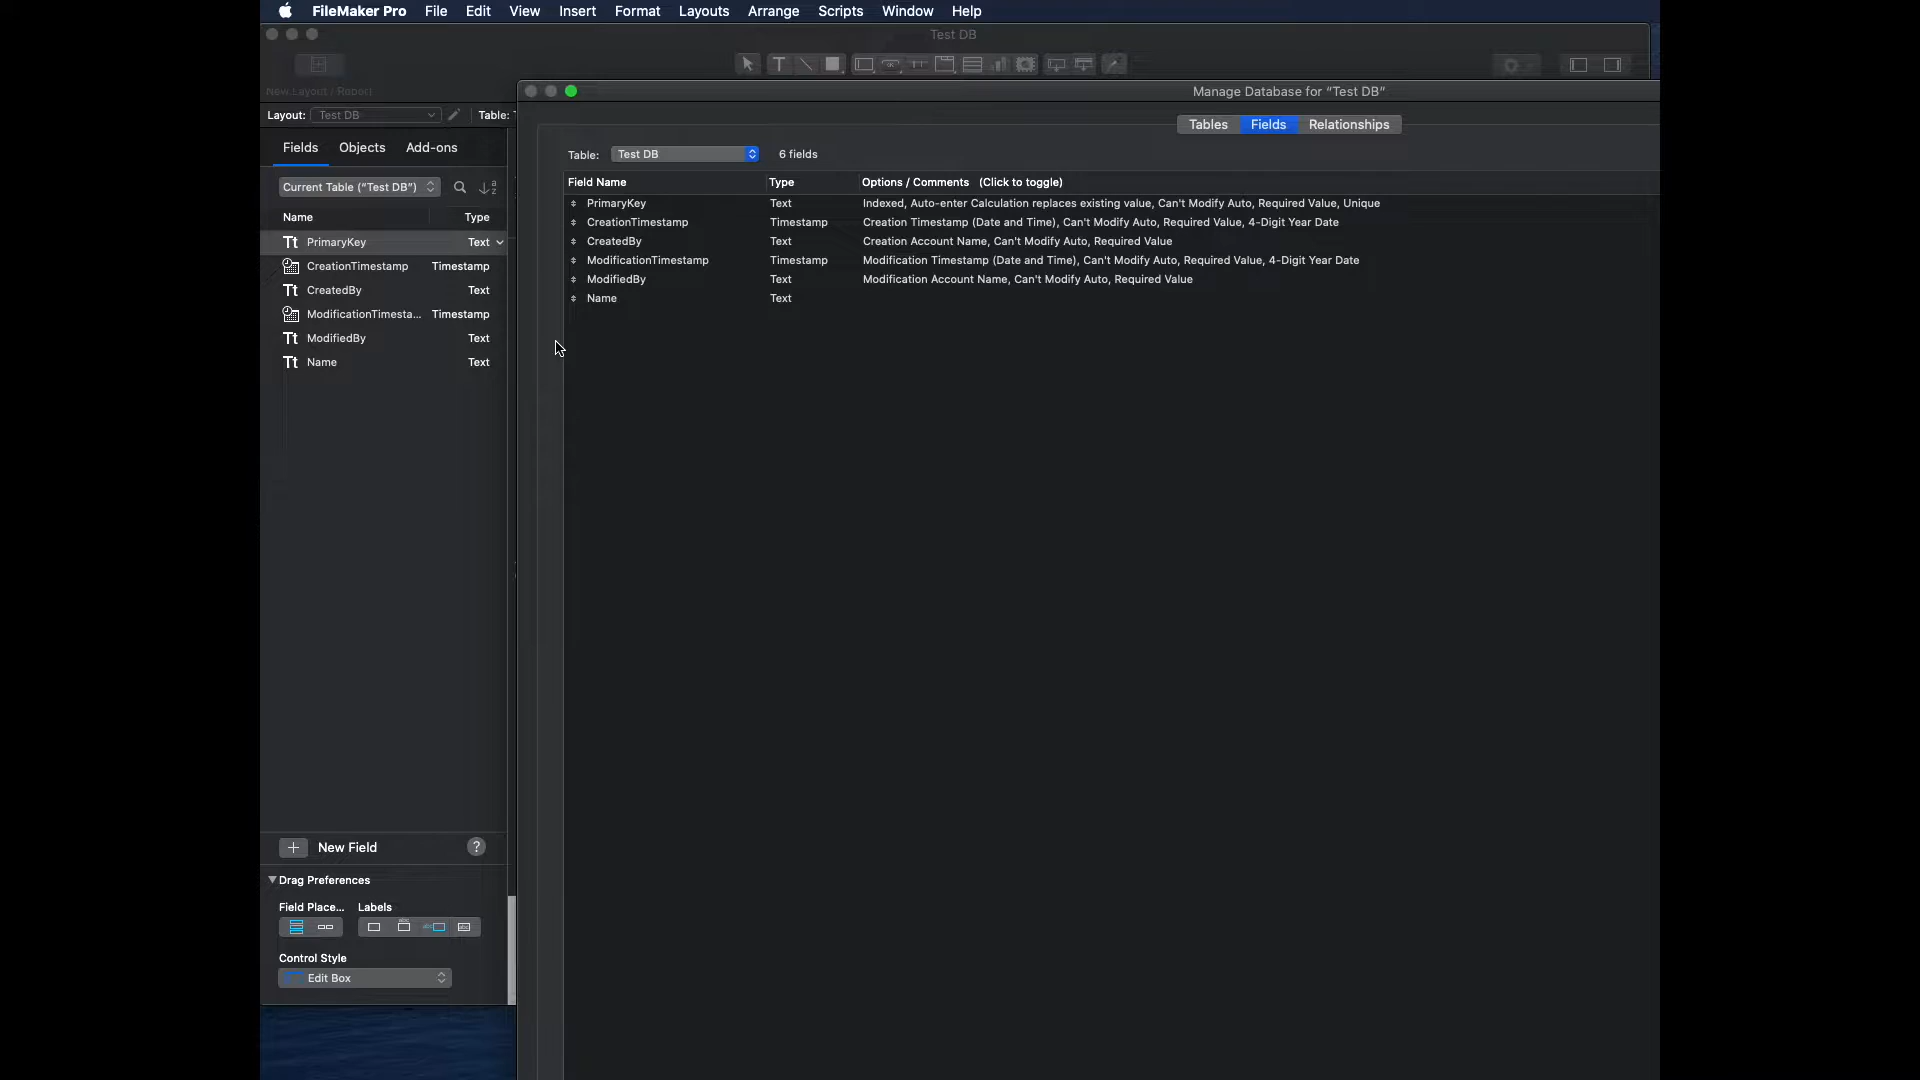 FileMaker Pro File Edit View Insert Format Layouts Arrange Scripts Window Help
Test DB
New Layout / Report
Manage Database for “Test DB”
Layout: Test DB Table:
Tables Fields Relationships
Fields Objects Add-ons
Table: Test DB 6 fields
Current Table (“Test DB”)
Field Name Type Options / Comments (Click to toggle)
PrimaryKey Text Indexed, Auto-enter Calculation replaces existing value, Can't Modify Auto, Required Value, Unique
CreationTimestamp Timestamp Creation Timestamp (Date and Time), Can't Modify Auto, Required Value, 4-Digit Year Date
CreatedBy Text Creation Account Name, Can't Modify Auto, Required Value
ModificationTimestamp Timestamp Modification Timestamp (Date and Time), Can't Modify Auto, Required Value, 4-Digit Year Date
ModifiedBy Text Modification Account Name, Can't Modify Auto, Required Value
Name Text
Name Type
Tt PrimaryKey Text
CreationTimestamp Timestamp
Tt CreatedBy Text
ModificationTimesta... Timestamp
Tt ModifiedBy Text
Tt Name Text
+ New Field ?
Drag Preferences
Field Place... Labels
Control Style
Edit Box